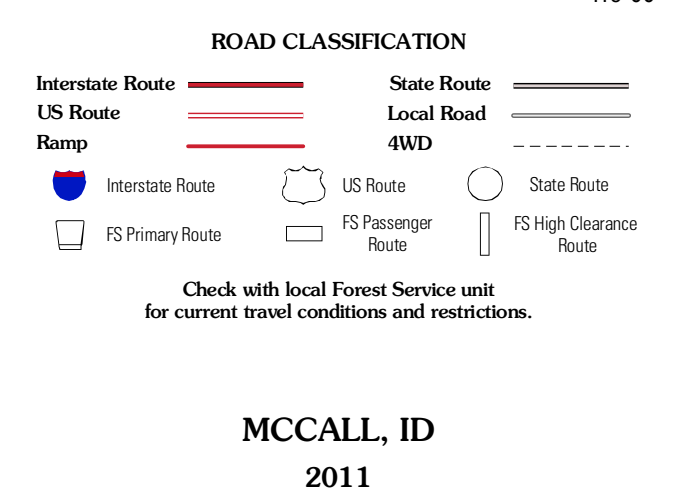 ROAD CLASSIFICATION
Interstate Route
State Route
US Route
Local Road
Ramp
4WD
Interstate Route
US Route
State Route
FS Primary Route
FS Passenger
Route
FS High Clearance
Route
Check with local Forest Service unit
for current travel conditions and restrictions.
MCCALL, ID
2011